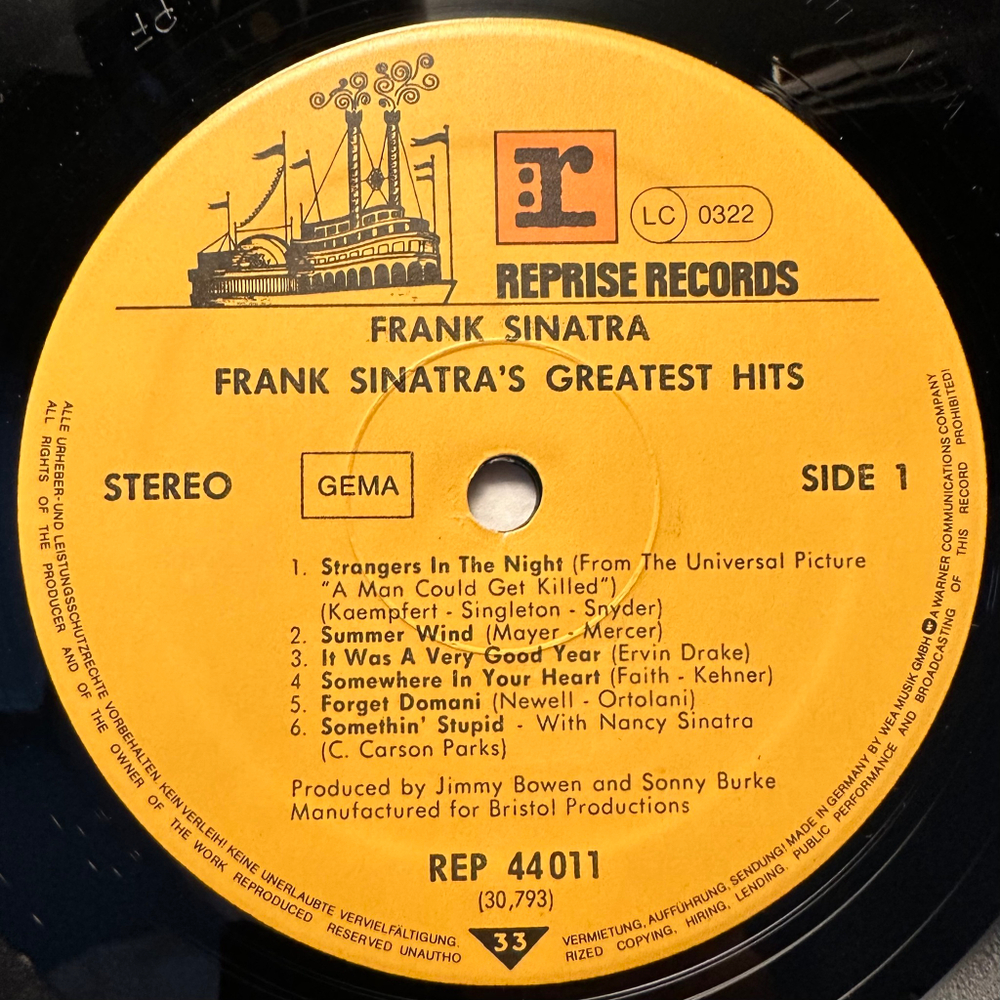 PF
r
LC 0322
REPRISE RECORDS
FRANK SINATRA
FRANK SINATRA'S GREATEST HITS
STEREO
GEMA
SIDE 1
1. Strangers In The Night (From The Universal Picture
"A Man Could Get Killed")
(Kaempfert - Singleton - Snyder)
2. Summer Wind (Mayer - Mercer)
3. It Was A Very Good Year (Ervin Drake)
4 Somewhere In Your Heart (Faith - Kehner)
5. Forget Domani (Newell - Ortolani)
6. Somethin' Stupid - With Nancy Sinatra
(C. Carson Parks)
Produced by Jimmy Bowen and Sonny Burke
Manufactured for Bristol Productions
REP 44011
(30,793)
33
ALLE URHEBER- UND LEISTUNGSSCHUTZRECHTE VORBEHALTEN. KEIN VERLEIH! KEINE UNERLAUBTE VERVIELFÄLTIGUNG. VERMIETUNG, AUFFÜHRUNG, SENDUNG! MADE IN GERMANY BY WEA MUSIK GMBH A WARNER COMMUNICATIONS COMPANY
ALL RIGHTS OF THE PRODUCER AND OF THE OWNER OF THE WORK REPRODUCED RESERVED UNAUTHO RIZED COPYING, HIRING, LENDING, PUBLIC PERFORMANCE AND BROADCASTING OF THIS RECORD PROHIBITED!